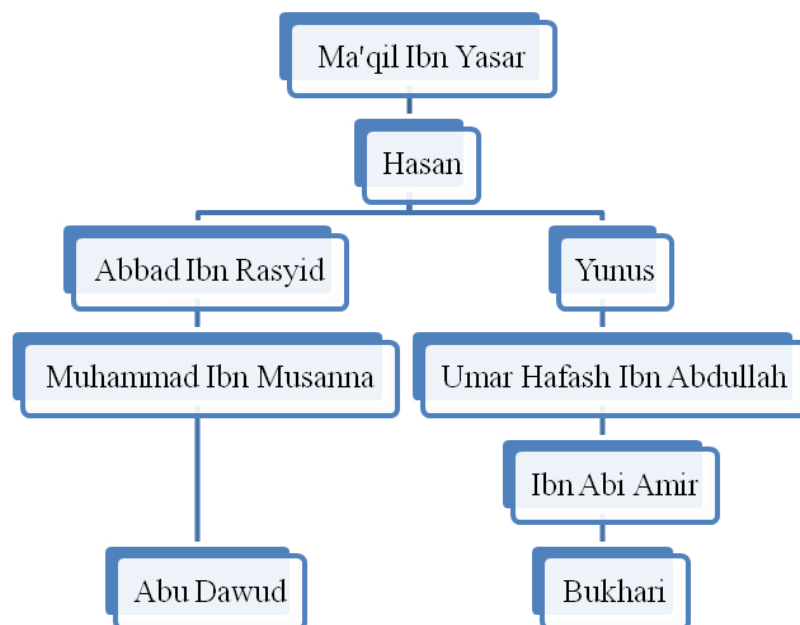 Ma'qil Ibn Yasar
Hasan
Abbad Ibn Rasyid
Yunus
Muhammad Ibn Musanna
Umar Hafash Ibn Abdullah
Ibn Abi Amir
Abu Dawud
Bukhari